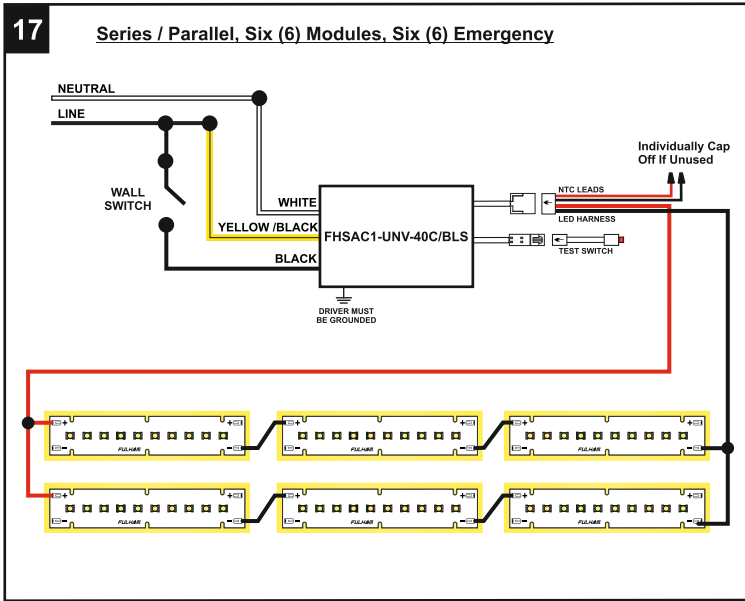 17
Series / Parallel, Six (6) Modules, Six (6) Emergency
NEUTRAL
LINE
WALL
SWITCH
WHITE
YELLOW /BLACK
BLACK
FHSAC1-UNV-40C/BLS
DRIVER MUST
BE GROUNDED
Individually Cap
Off If Unused
NTC LEADS
LED HARNESS
TEST SWITCH
+ +
- -
FULHAM
+ +
- -
FULHAM
+ +
- -
FULHAM
+ +
- -
FULHAM
+ +
- -
FULHAM
+ +
- -
FULHAM